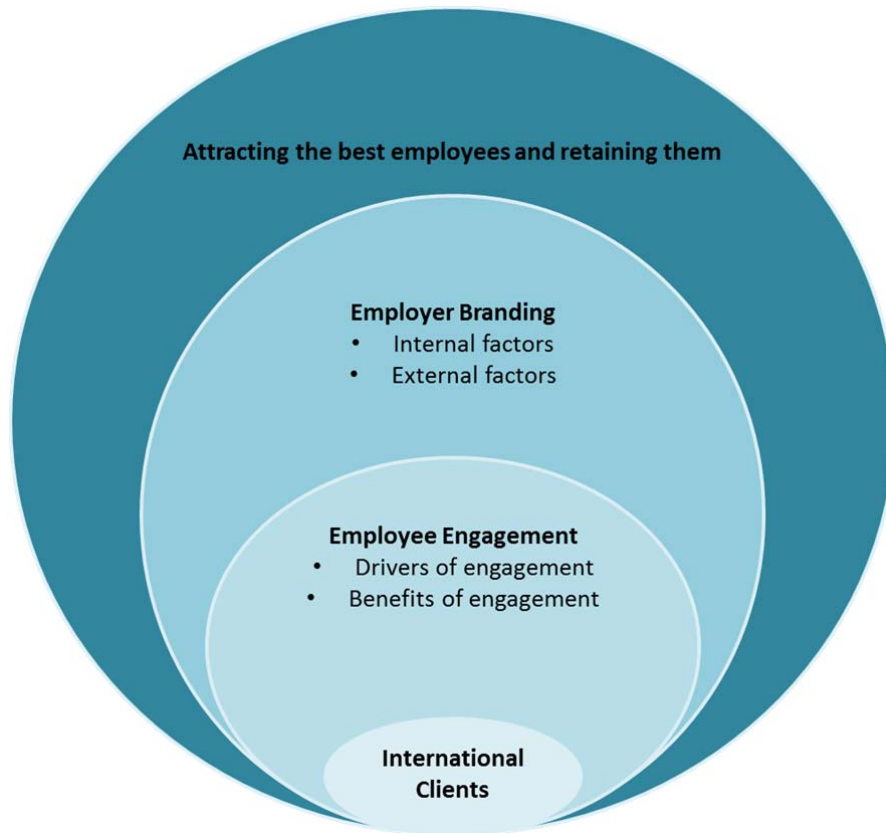 Attracting the best employees and retaining them
Employer Branding
• Internal factors
• External factors
Employee Engagement
• Drivers of engagement
• Benefits of engagement
International
Clients